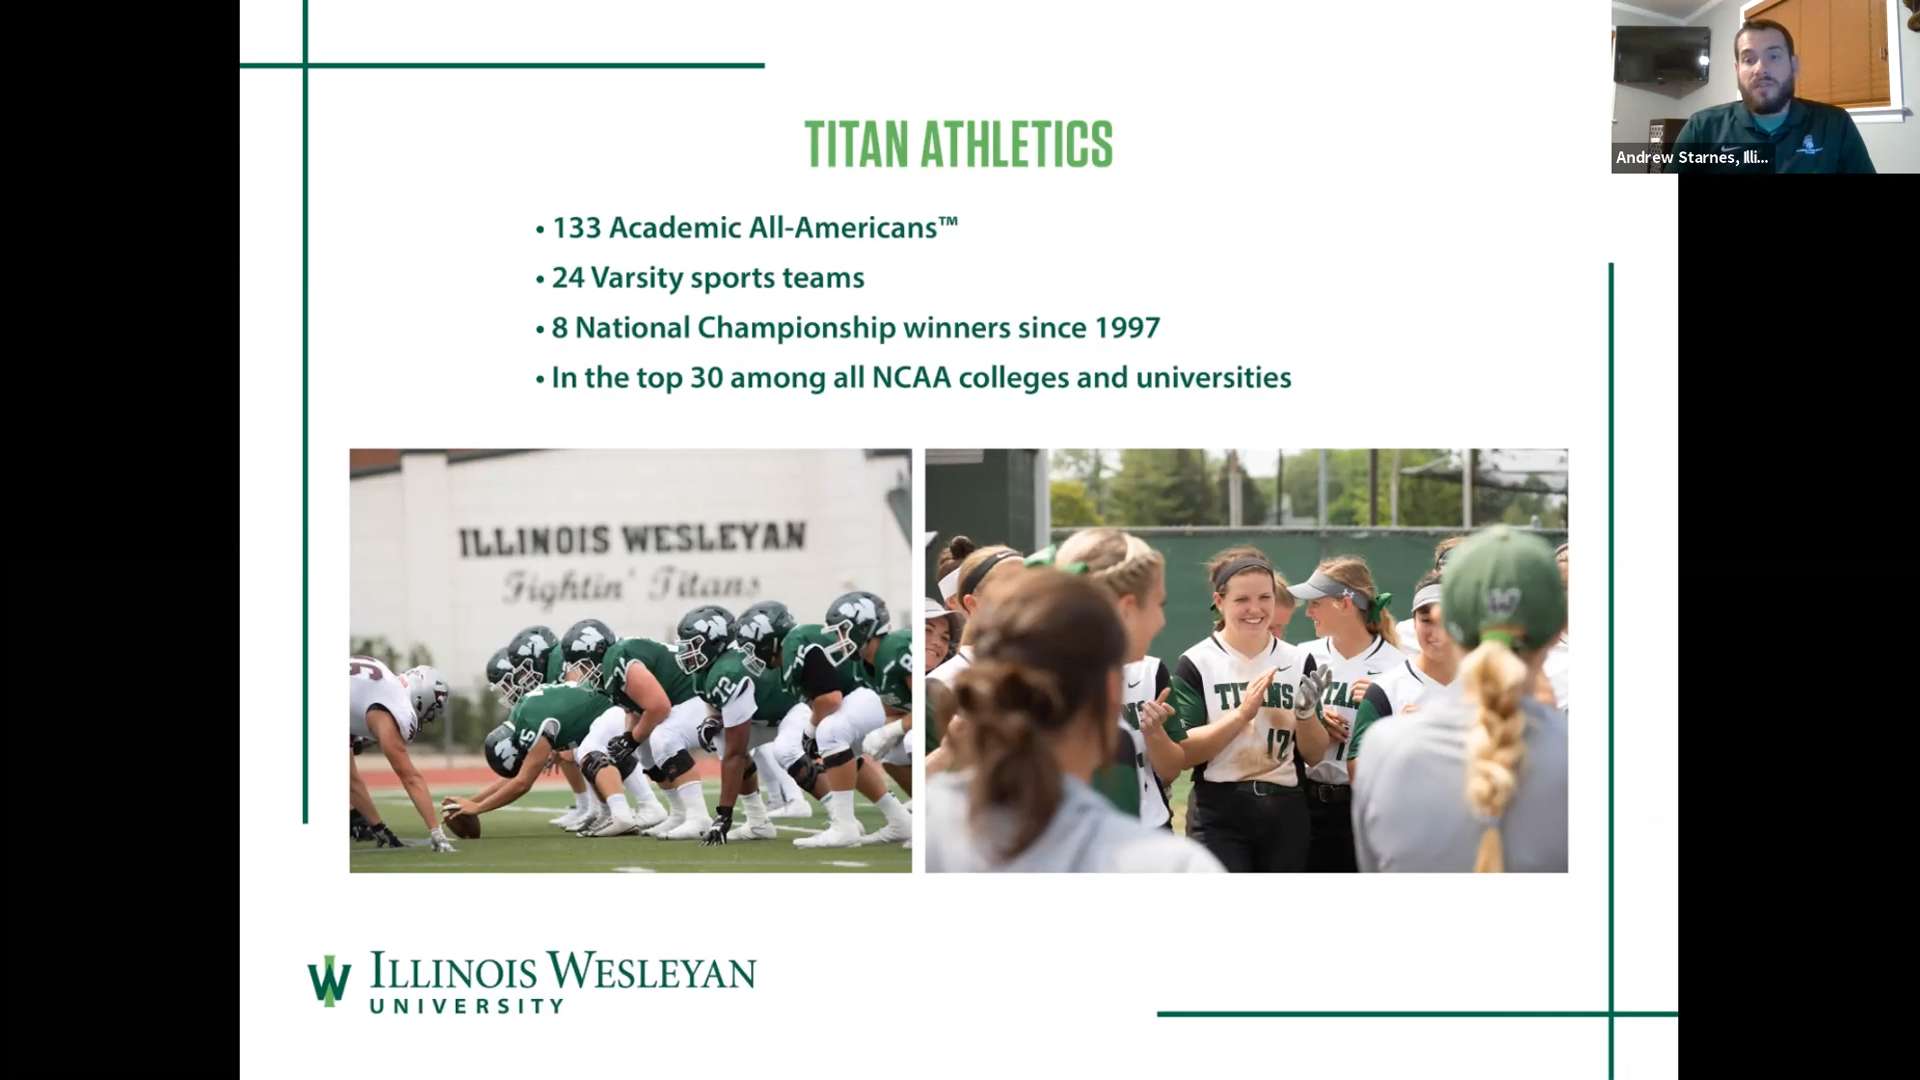 TITAN ATHLETICS
• 133 Academic All-Americans™
• 24 Varsity sports teams
• 8 National Championship winners since 1997
• In the top 30 among all NCAA colleges and universities
Andrew Starnes, Illi...
ILLINOIS WESLEYAN
Fightin' Titans
72
TITANS
12
ILLINOIS WESLEYAN
UNIVERSITY